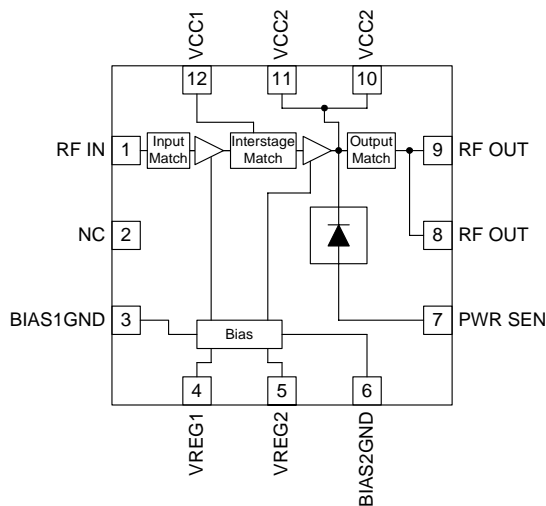 VCC1
VCC2
VCC2
12
11
10
RF IN
1
Input
Match
Interstage
Match
Output
Match
9
RF OUT
NC
2
8
RF OUT
BIAS1GND
3
Bias
7
PWR SEN
4
5
6
VREG1
VREG2
BIAS2GND